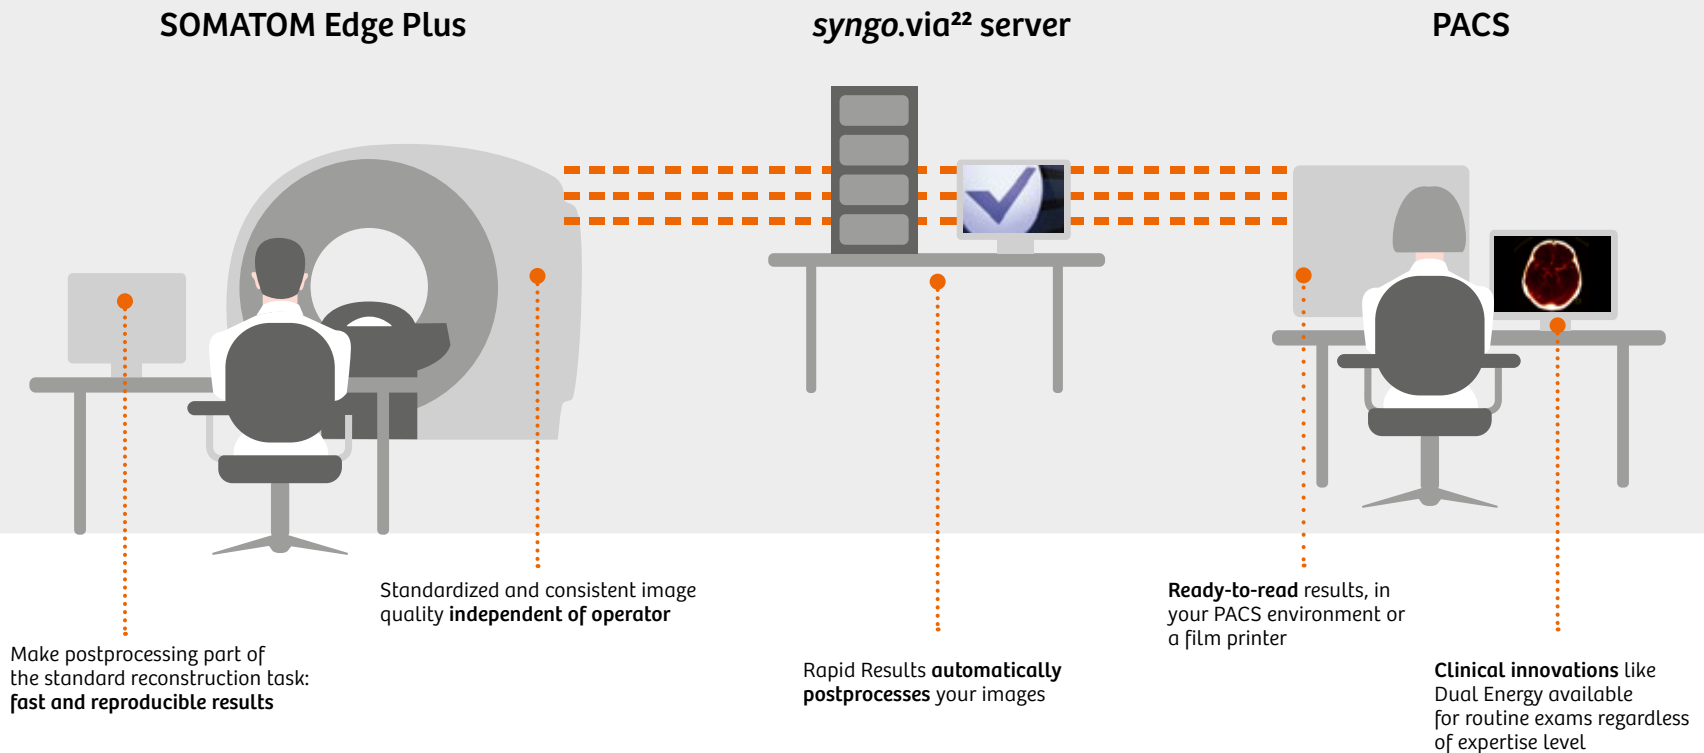 SOMATOM Edge Plus
syngo.via²² server
PACS
Standardized and consistent image
quality independent of operator
Make postprocessing part of
the standard reconstruction task:
fast and reproducible results
Rapid Results automatically
postprocesses your images
Ready-to-read results, in
your PACS environment or
a film printer
Clinical innovations like
Dual Energy available
for routine exams regardless
of expertise level